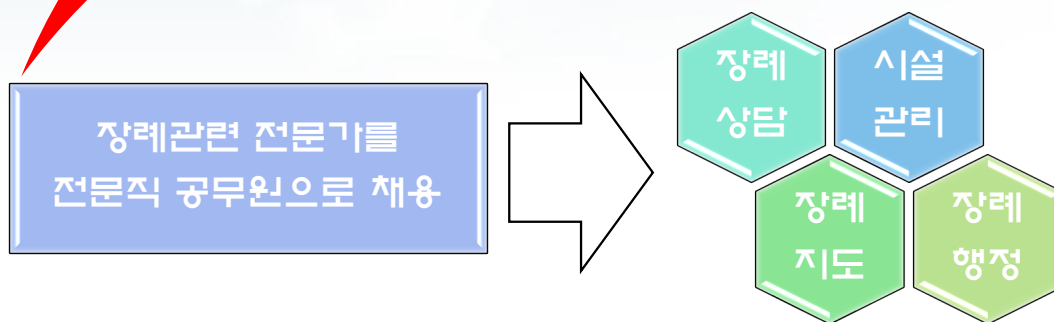 장례관련 전문가를
전문직 공무원으로 채용
장례
상담
시설
관리
장례
지도
장례
행정